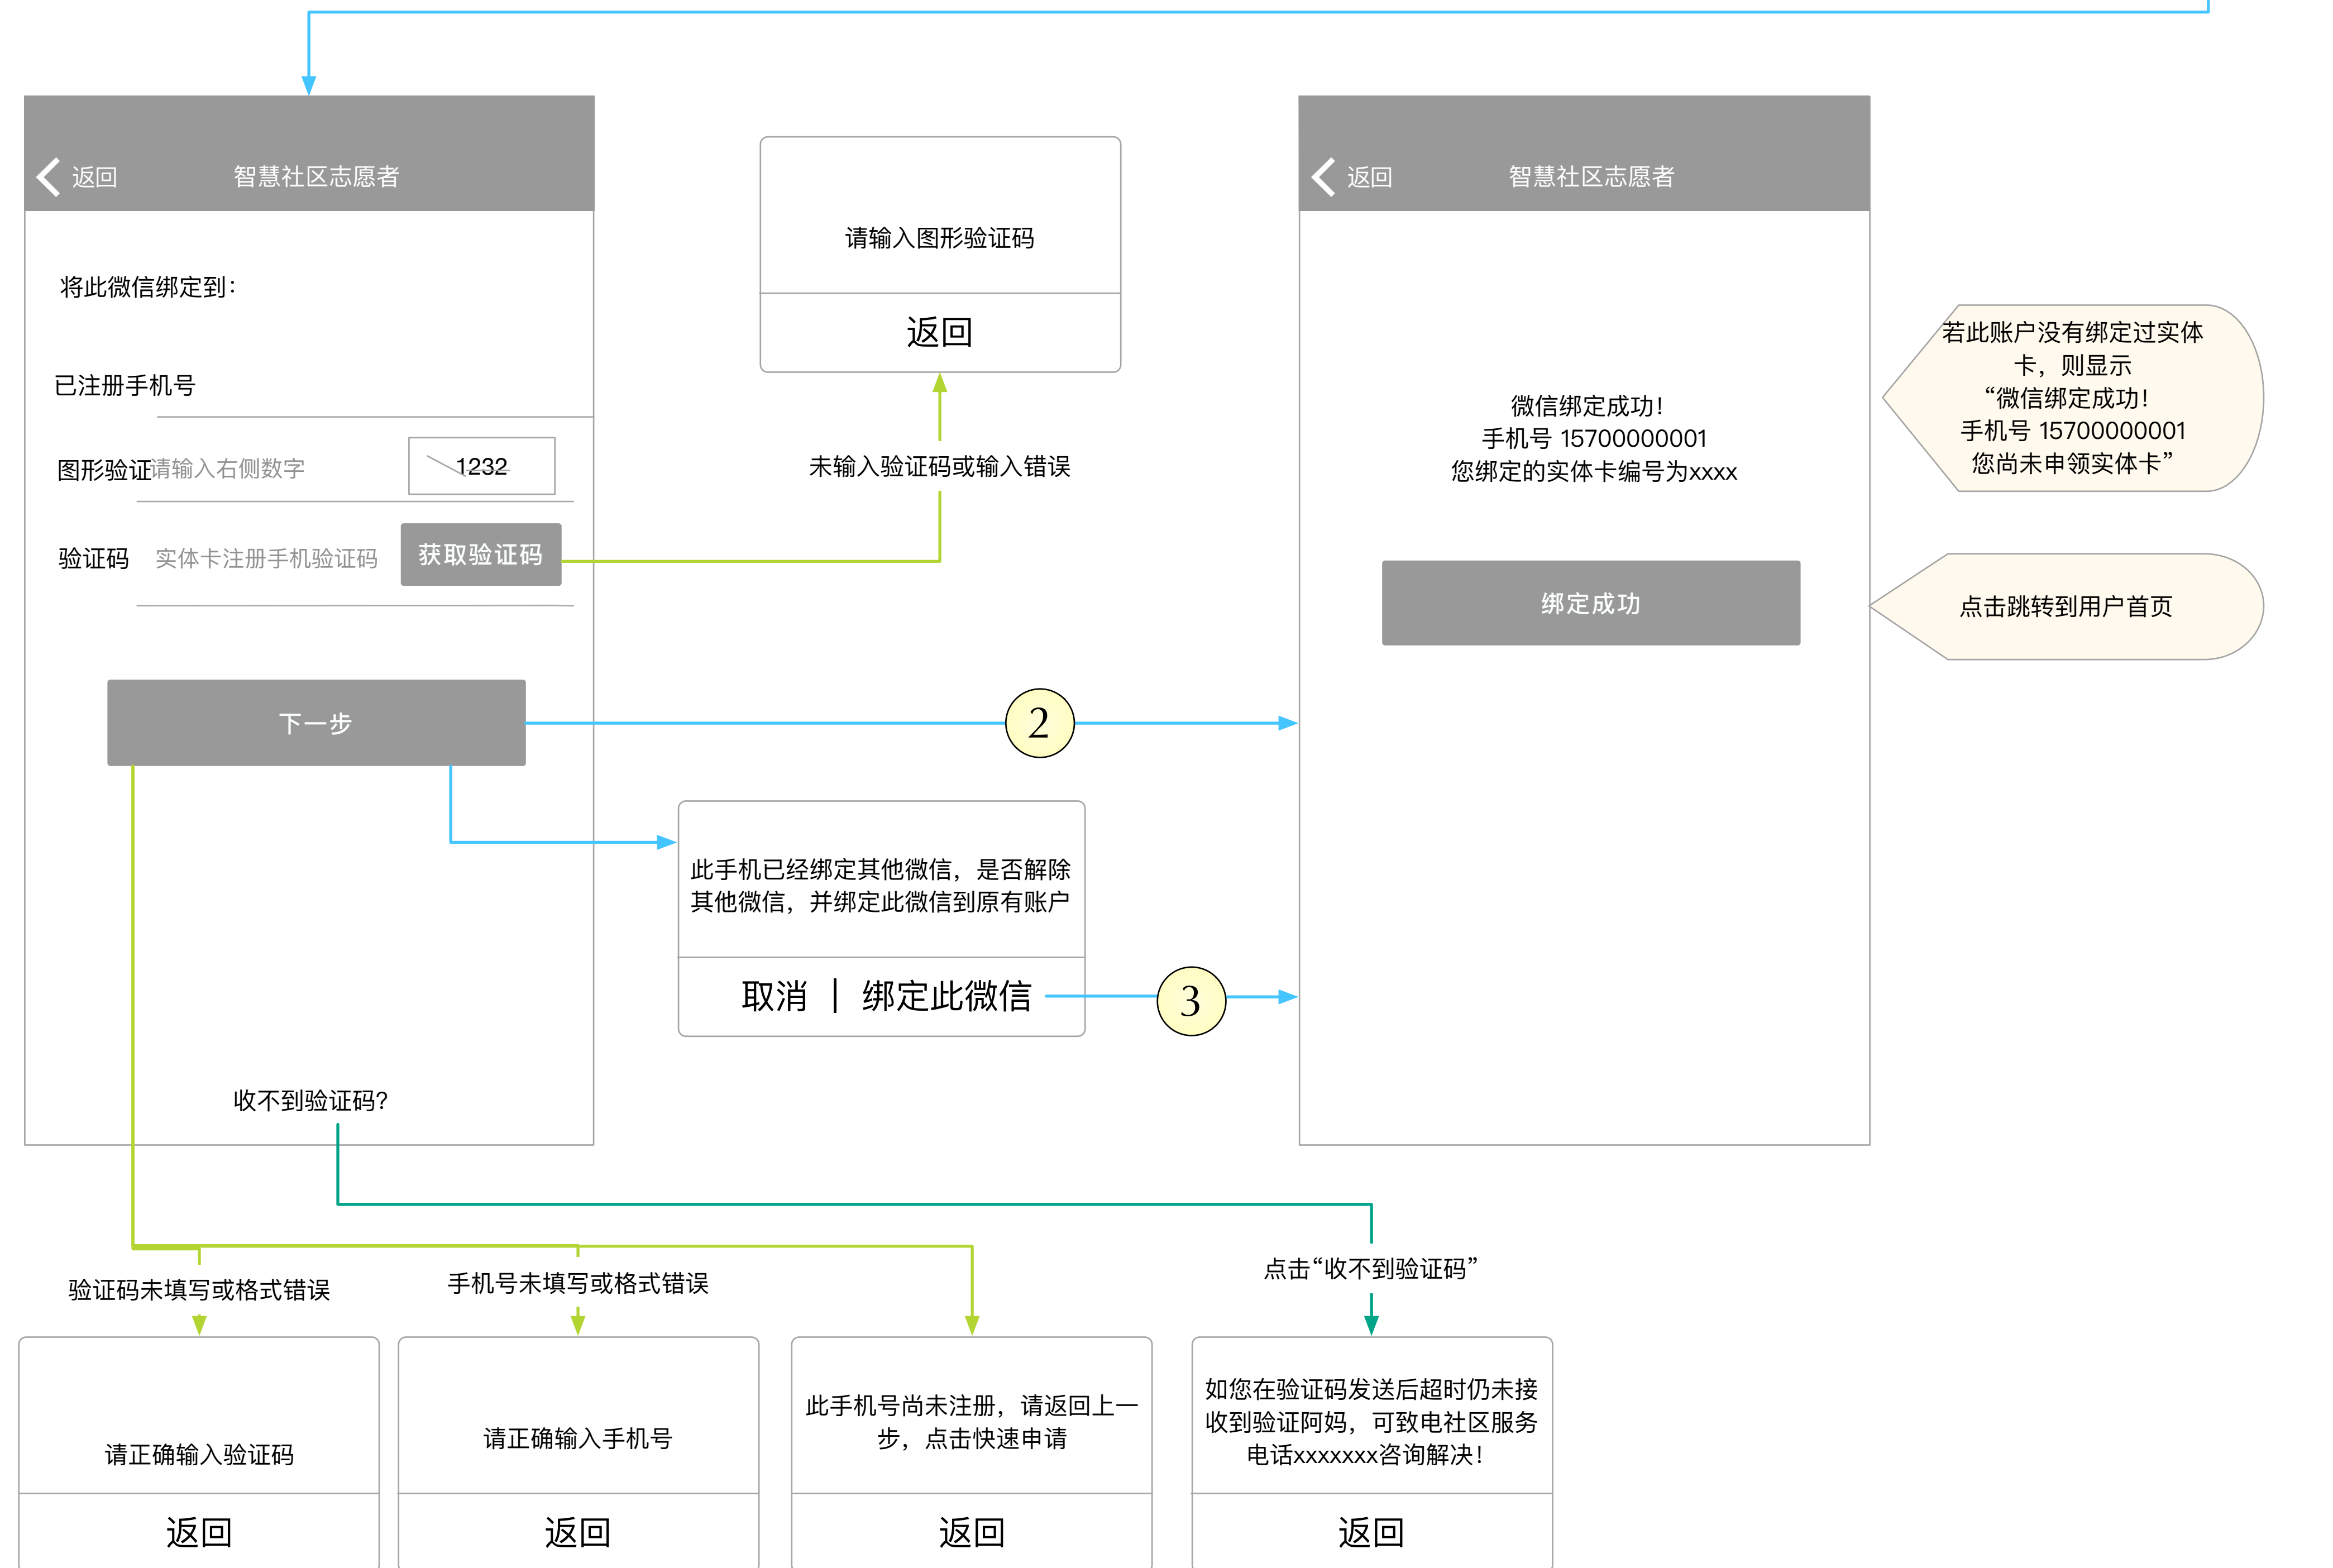 返回
智慧社区志愿者
将此微信绑定到：
已注册手机号
图形验证
请输入右侧数字
1232
验证码
实体卡注册手机验证码
获取验证码
下一步
收不到验证码？
请输入图形验证码
返回
未输入验证码或输入错误
2
此手机已经绑定其他微信，是否解除
其他微信，并绑定此微信到原有账户
取消 | 绑定此微信
3
返回
智慧社区志愿者
微信绑定成功！
手机号 15700000001
您绑定的实体卡编号为xxxx
绑定成功
若此账户没有绑定过实体
卡，则显示
“微信绑定成功！
手机号 15700000001
您尚未申领实体卡”
点击跳转到用户首页
验证码未填写或格式错误
手机号未填写或格式错误
点击“收不到验证码”
请正确输入验证码
返回
请正确输入手机号
返回
此手机号尚未注册，请返回上一
步，点击快速申请
返回
如您在验证码发送后超时仍未接
收到验证阿妈，可致电社区服务
电话xxxxxxx咨询解决！
返回